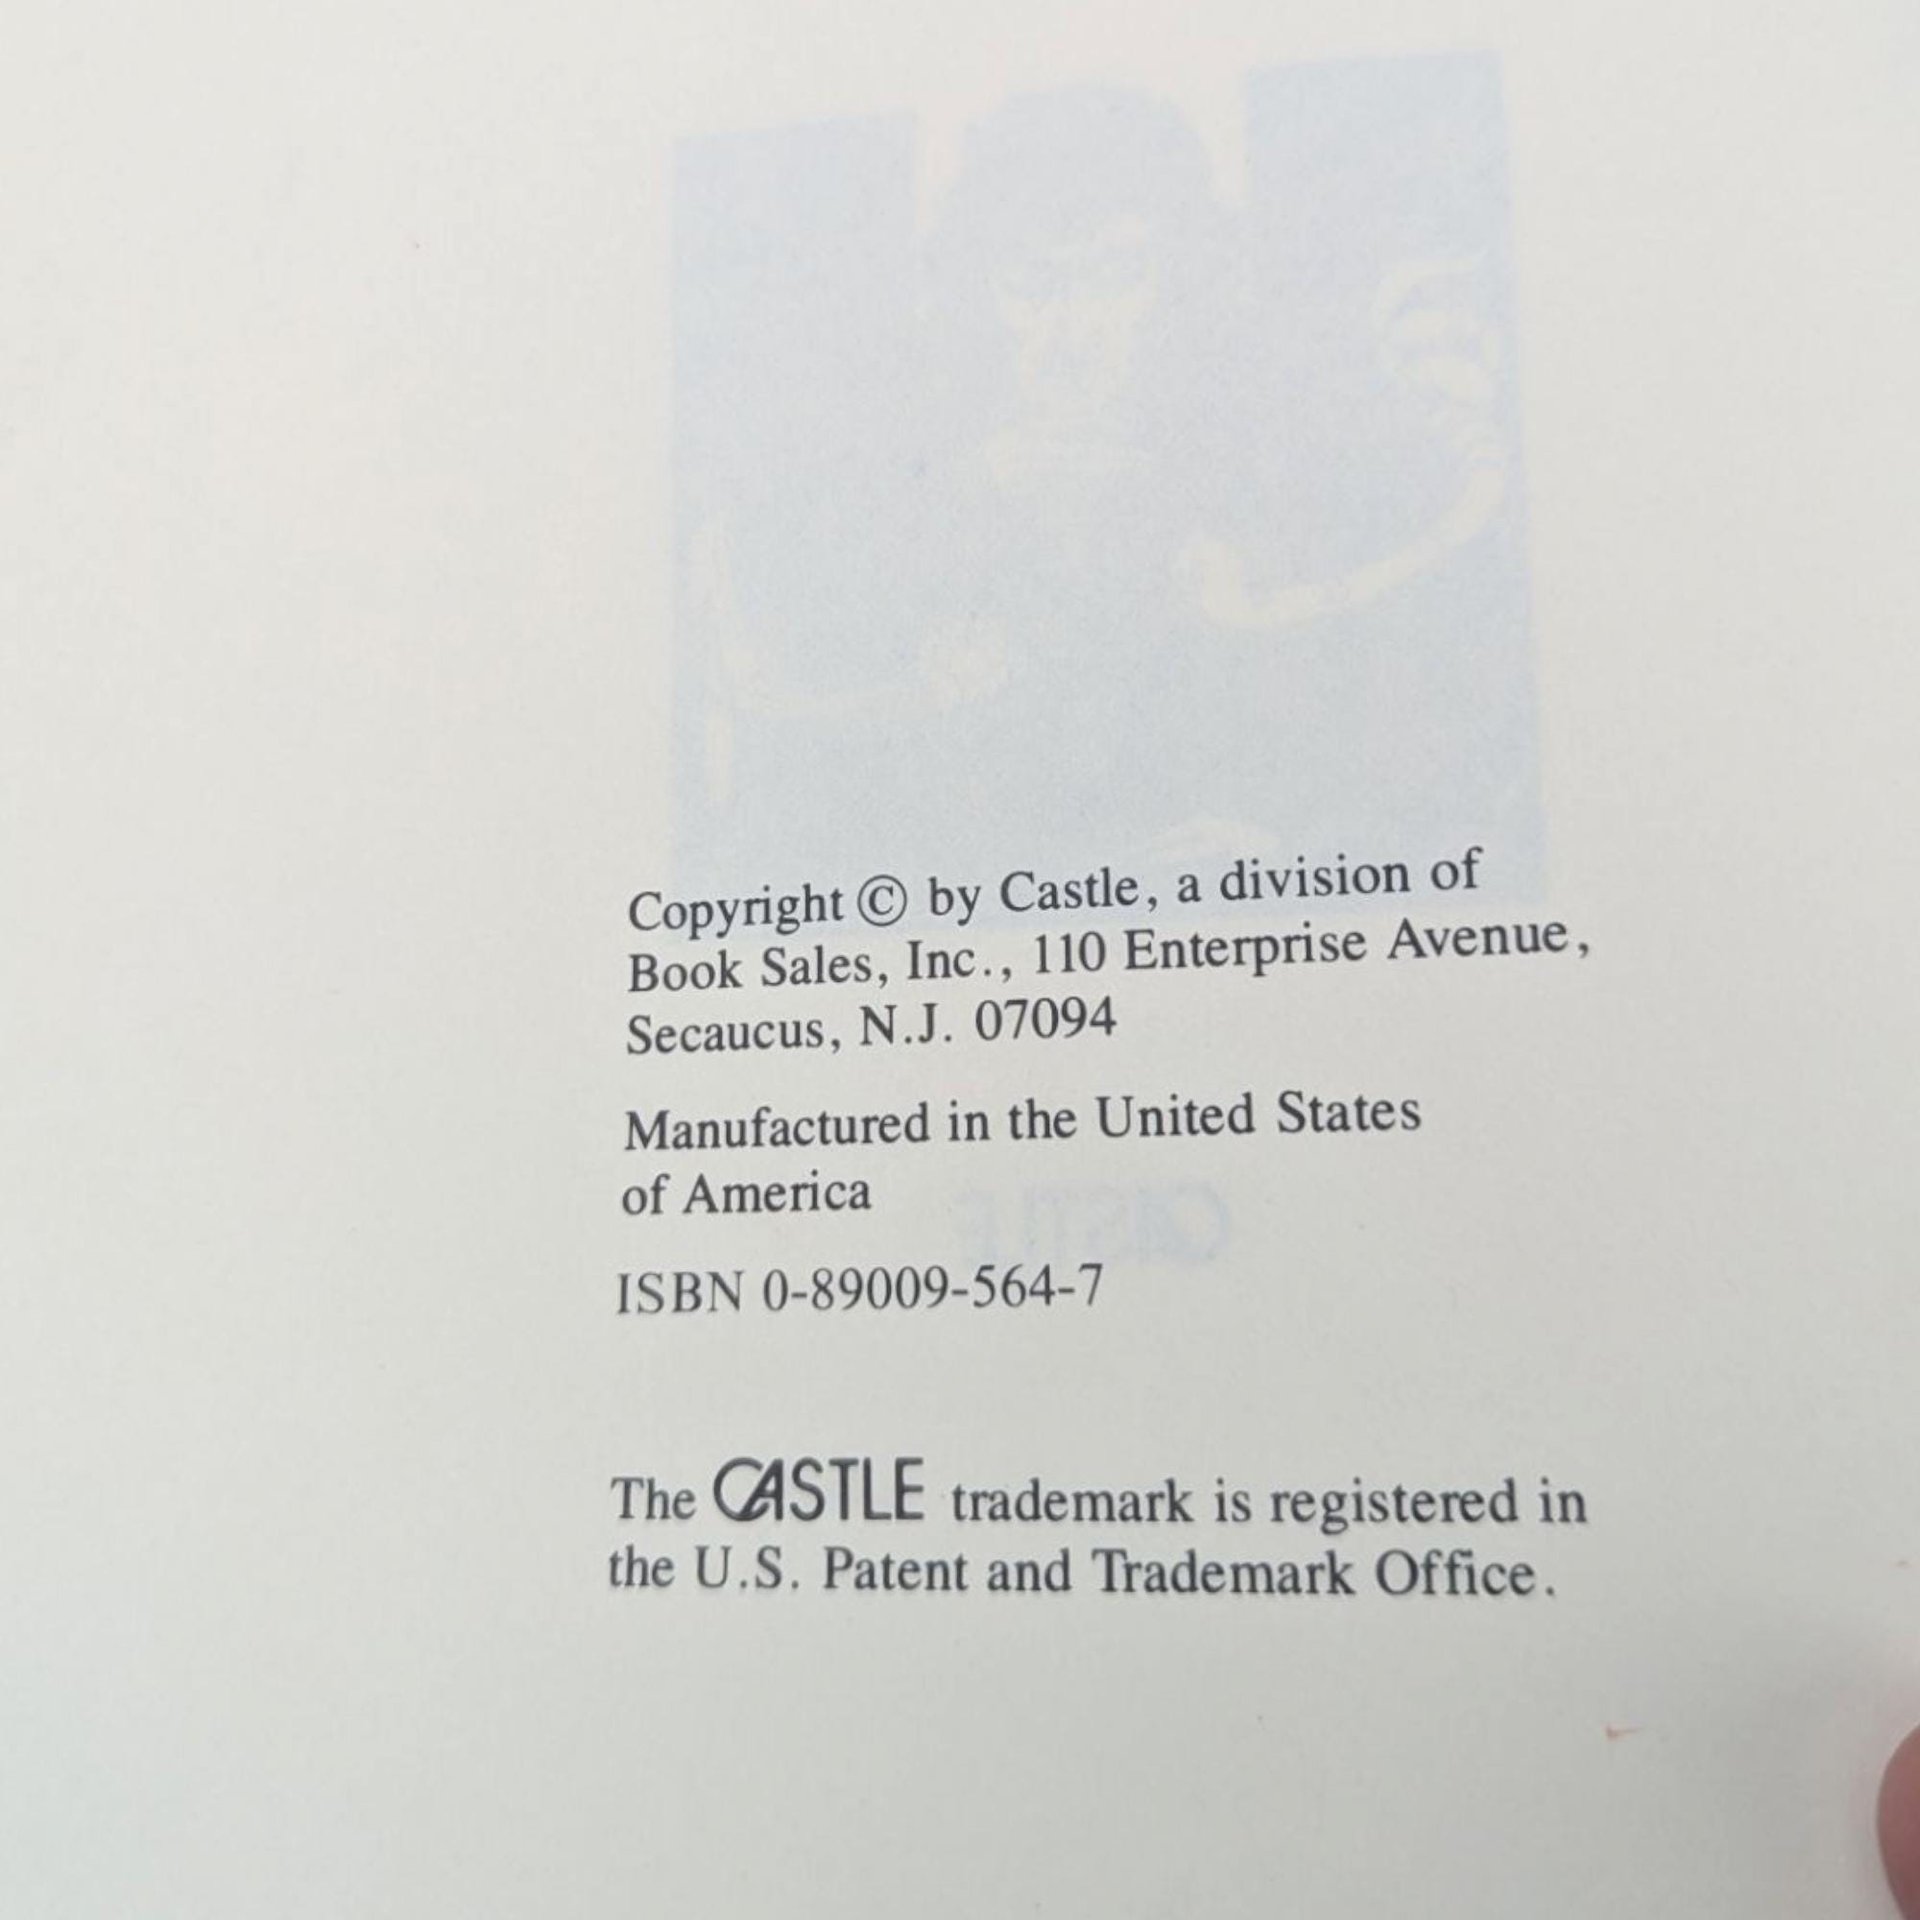 Copyright © by Castle, a division of
Book Sales, Inc., 110 Enterprise Avenue,
Secaucus, N.J. 07094
Manufactured in the United States
of America
CASTLE
ISBN 0-89009-564-7
The CASTLE trademark is registered in
the U.S. Patent and Trademark Office.